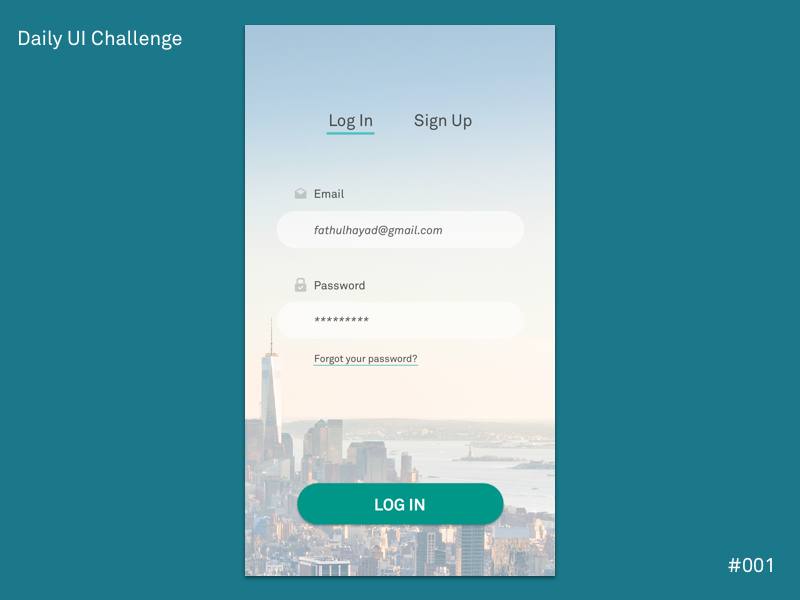 Daily UI Challenge
Log In Sign Up
Email
fathulhayad@gmail.com
Password
*********
Forgot your password?
LOG IN
#001